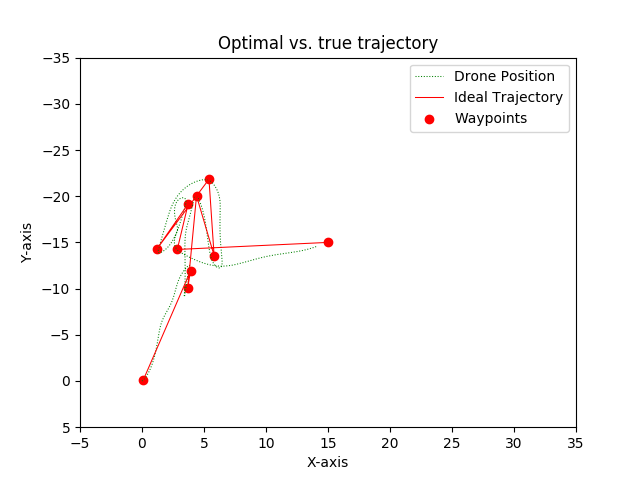 Optimal vs. true trajectory
Drone Position
Ideal Trajectory
Waypoints
Y-axis
−35
−30
−25
−20
−15
−10
−5
0
5
−5 0 5 10 15 20 25 30 35
X-axis